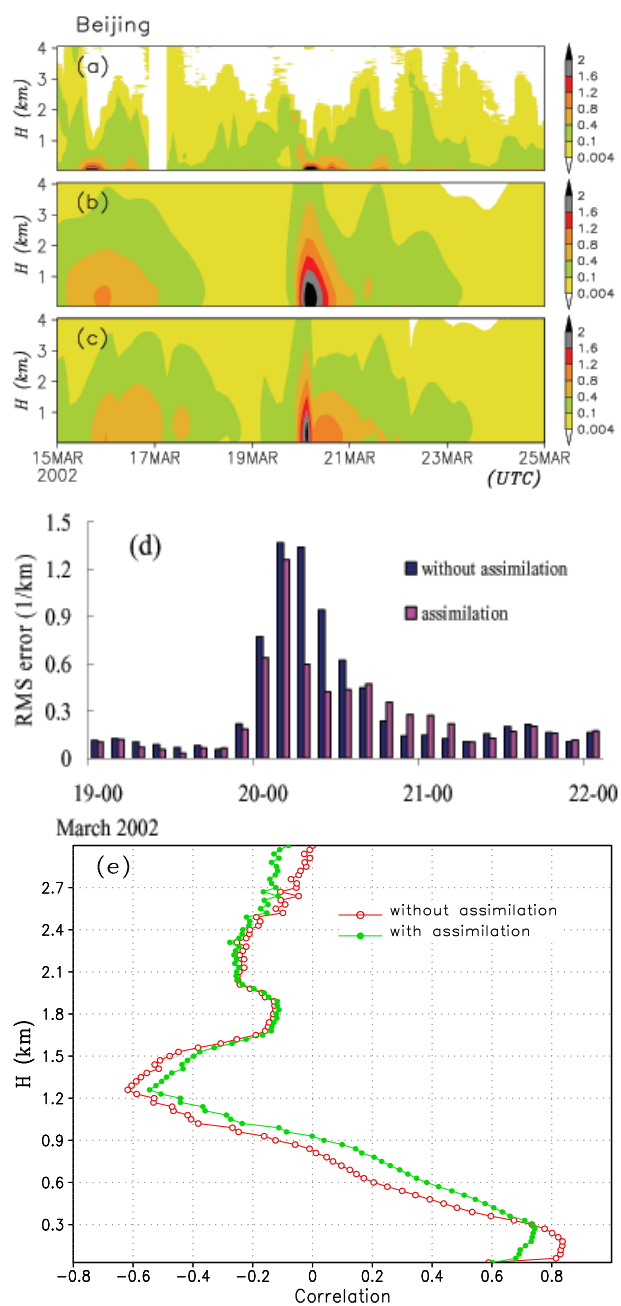 Beijing
(a)
H (km)
4
3
2
1
2
1.6
1.2
0.8
0.4
0.1
0.004
(b)
H (km)
4
3
2
1
2
1.6
1.2
0.8
0.4
0.1
0.004
(c)
H (km)
4
3
2
1
2
1.6
1.2
0.8
0.4
0.1
0.004
15MAR 17MAR 19MAR 21MAR 23MAR 25MAR
2002 (UTC)
(d)
RMS error (1/km)
1.5
1.2
0.9
0.6
0.3
0
without assimilation
assimilation
19-00 20-00 21-00 22-00
March 2002
(e)
H (km)
2.7
2.4
2.1
1.8
1.5
1.2
0.9
0.6
0.3
without assimilation
with assimilation
-0.8 -0.6 -0.4 -0.2 0 0.2 0.4 0.6 0.8
Correlation